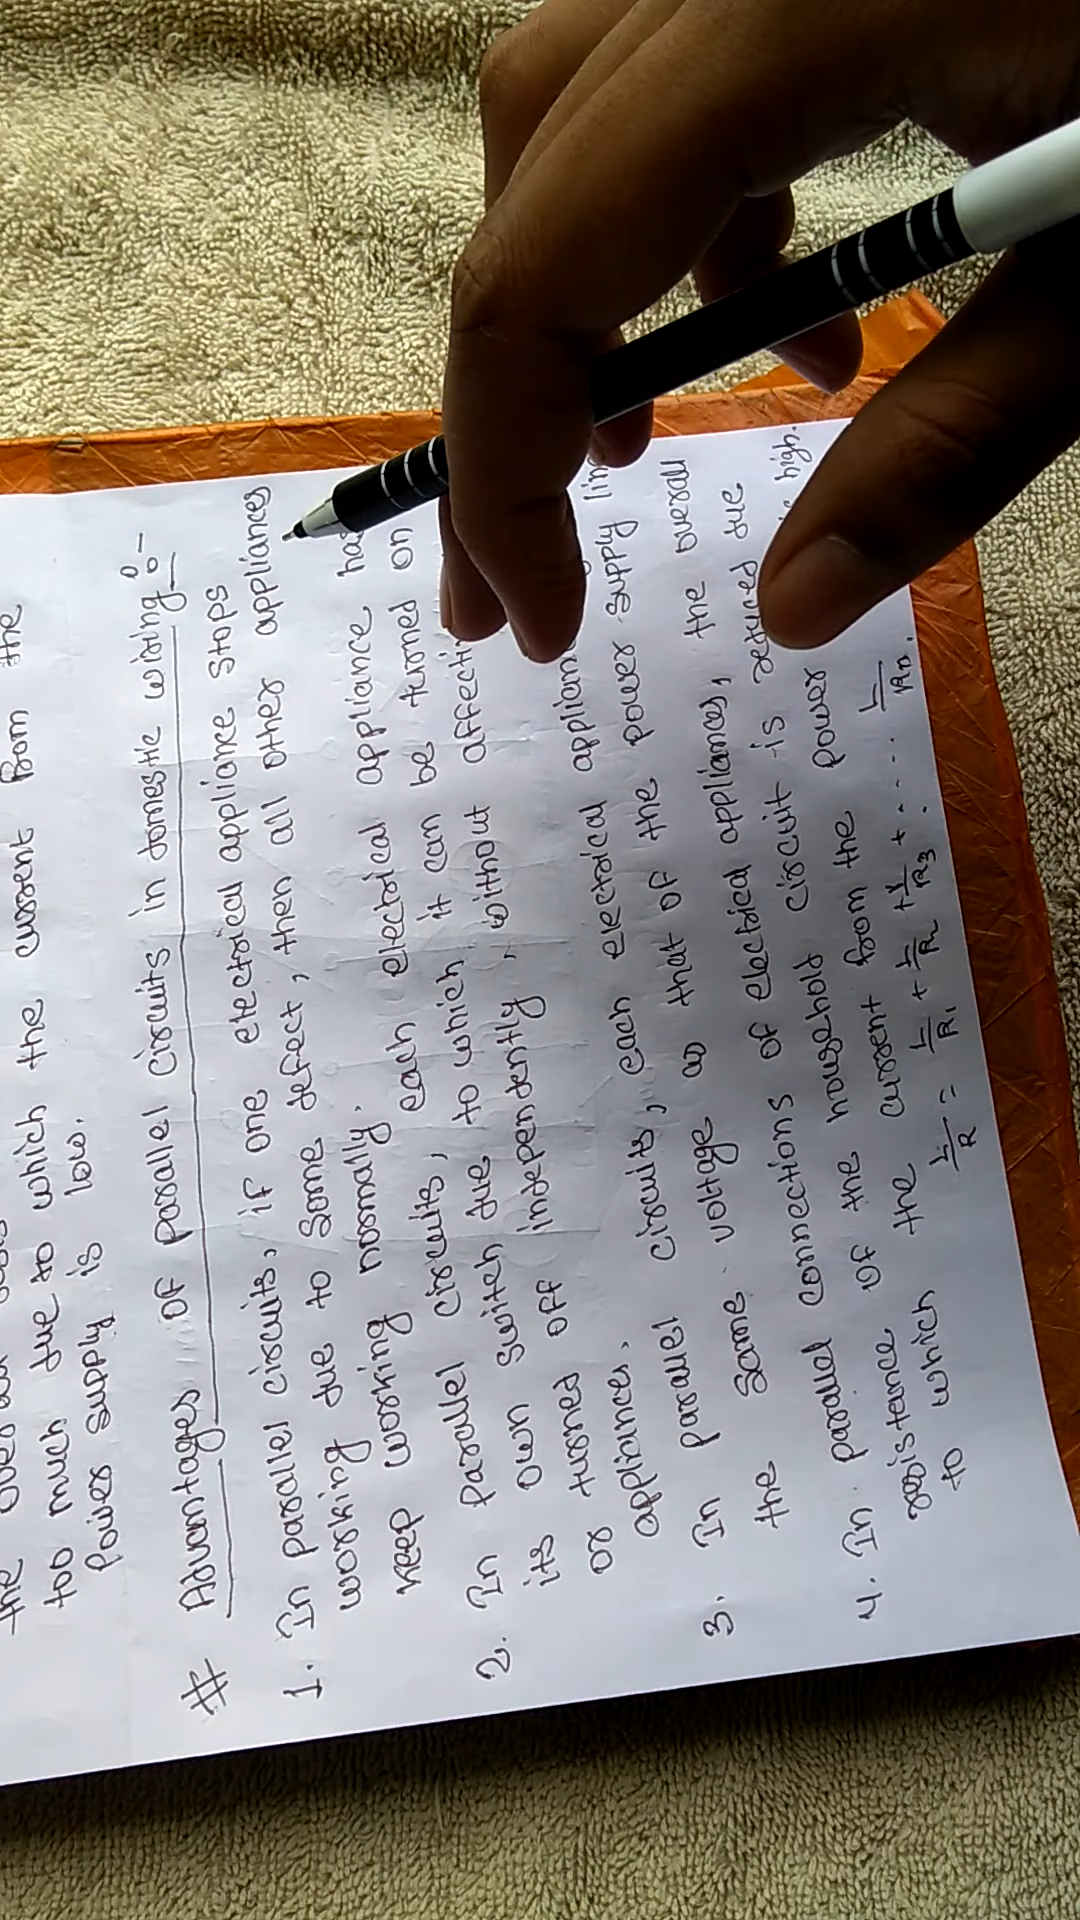 the
too much due to which the current from the
Power supply is low.
# Advantages of parallel circuits in domestic wiring :-
1. In parallel circuits, if one electrical appliance stops
working due to some defect, then all other appliances
keep working normally.
2. In parallel circuits, each electrical appliance has
its own switch due to which it can be turned on
or turned off independently, without
appliances.
3. In parallel circuits, each electrical
the same voltage as that of the power supply
4. In parallel connections of electrical appliances, the overall
resistance of the household circuit is reduced due
to which the current from the power high.
1/R = 1/R1 + 1/R2 + 1/R3 + .... 1/Rn.